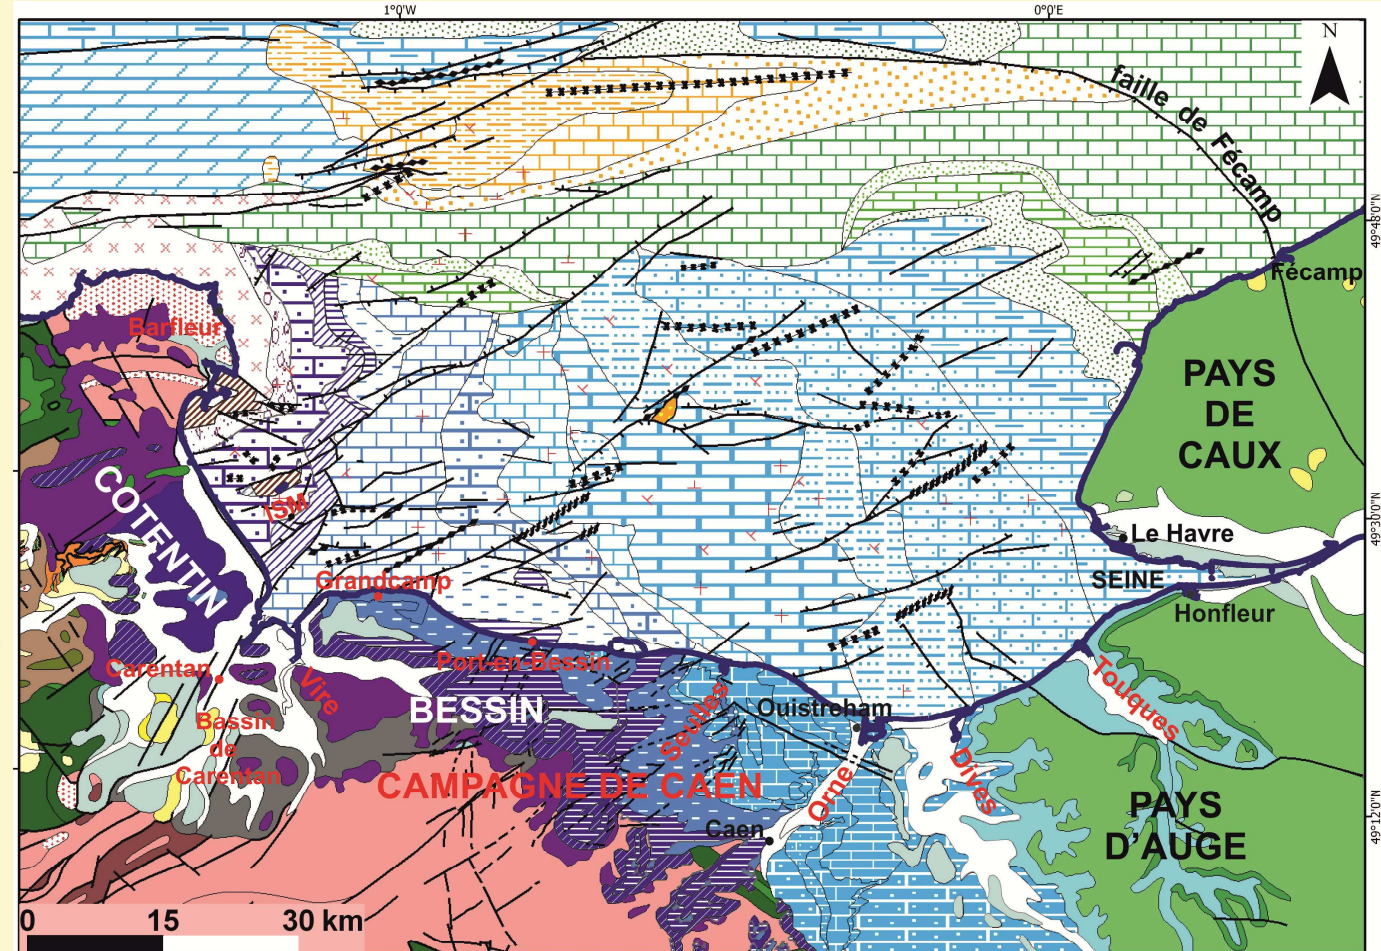 1°0'W
0°0'E
N
faille de Fécamp
49°48'0"N
Fécamp
Barfleur
PAYS
DE
CAUX
COTENTIN
ISM
49°30'0"N
Le Havre
Grandcamp
SEINE
Honfleur
Carentan
Port-en-Bessin
Vire
Touques
BESSIN
Seulles
Ouistreham
Bassin
de
Carentan
CAMPAGNE DE CAEN
Orne
Dives
PAYS
D'AUGE
49°12'0"N
Caen
0 15 30 km